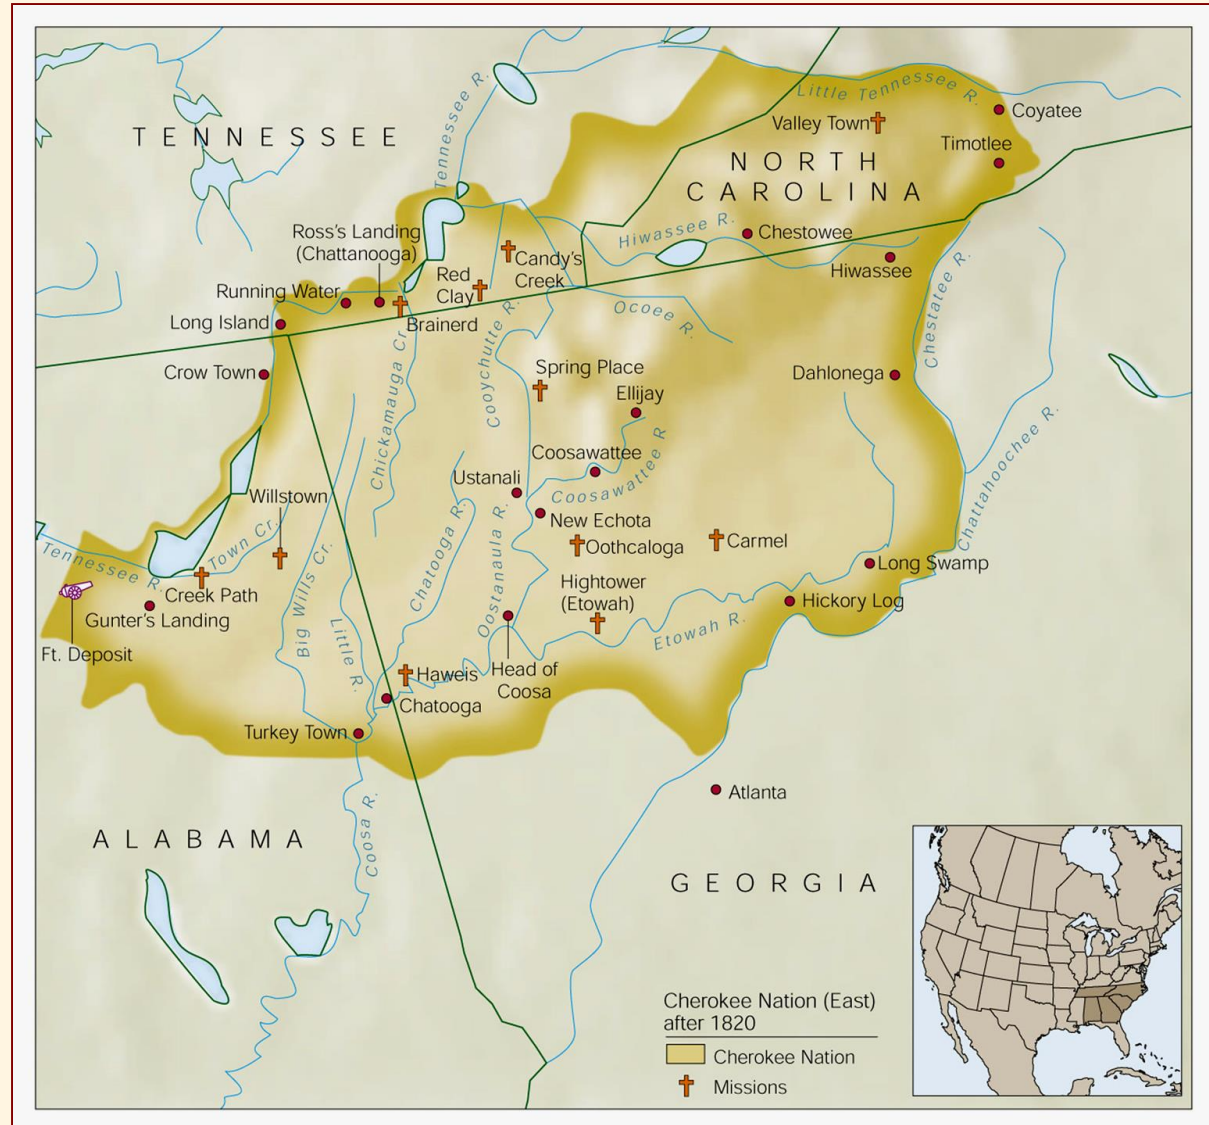 Tennessee R.
TENNESSEE
Little Tennessee R.
Coyatee
Valley Town
Timotlee
NORTH
CAROLINA
Ross's Landing
(Chattanooga)
Hiwassee R.
Chestowee
Candy's
Creek
Red
Clay
Hiwassee
Running Water
Long Island
Brainerd
Ocoee R.
Chestatee R.
Crow Town
Chickamauga Cr.
Cooychutte R.
Spring Place
Ellijay
Dahlonega
Coosawattee
Ustanali
Coosawattee R
Willstown
New Echota
Chattahoochee R.
Town Cr.
Oothcaloga
Carmel
Tennessee R.
Big Wills Cr.
Chatooga R.
Oostanaula R.
Long Swamp
Creek Path
Hightower
(Etowah)
Hickory Log
Gunter's Landing
Little R.
Etowah R.
Ft. Deposit
Haweis
Head of
Coosa
Chatooga
Turkey Town
Atlanta
Coosa R.
ALABAMA
GEORGIA
Cherokee Nation (East)
after 1820
Cherokee Nation
Missions